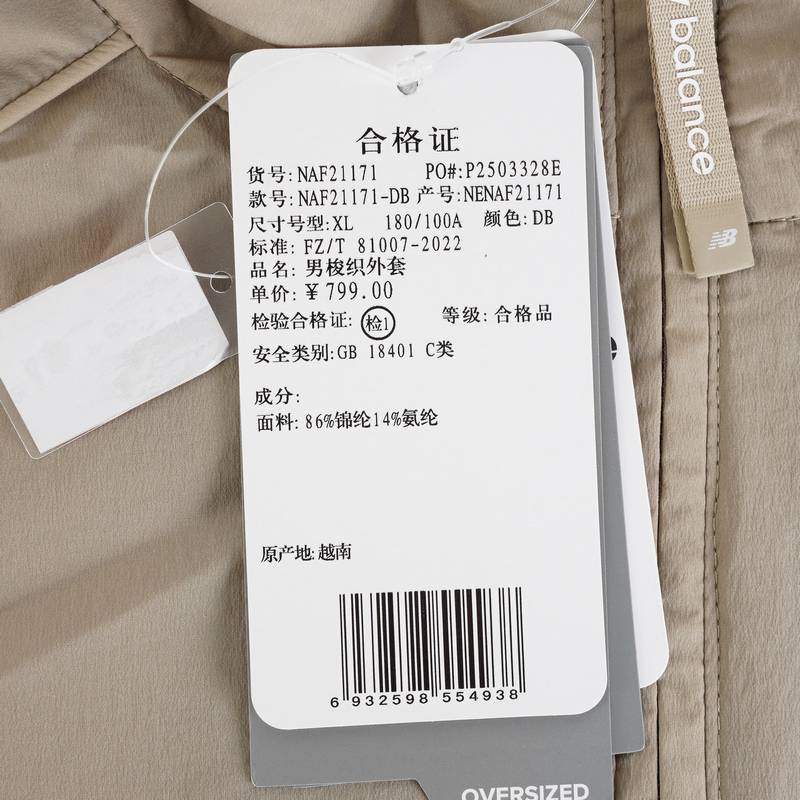 合格证
货号: NAF21171 PO#:P2503328E
款号: NAF21171-DB 产号:NENAF21171
尺寸号型:XL 180/100A 颜色:DB
标准: FZ/T 81007-2022
品名: 男梭织外套
单价: ¥799.00
检验合格证: 检1 等级: 合格品
安全类别:GB 18401 C类
成分:
面料: 86%锦纶14%氨纶
原产地:越南
6 932598 554938
OVERSIZED
balance
NB